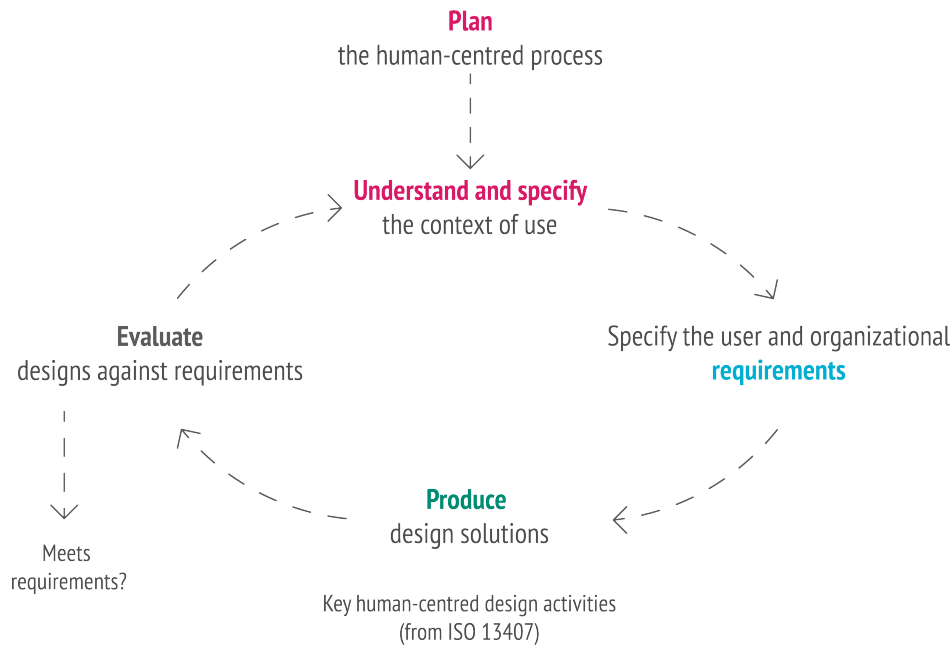 Plan
the human-centred process
Understand and specify
the context of use
Evaluate
designs against requirements
Specify the user and organizational
requirements
Produce
design solutions
Meets
requirements?
Key human-centred design activities
(from ISO 13407)